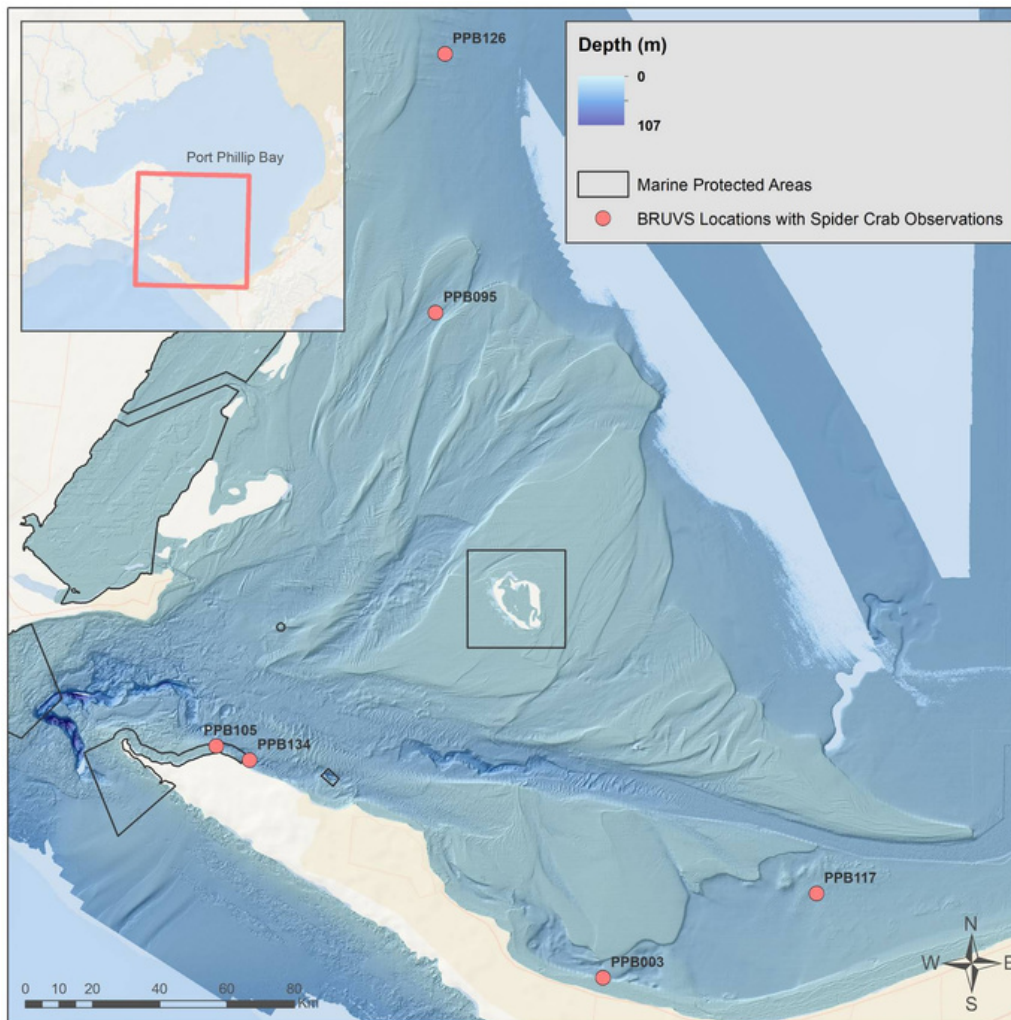 PPB126
Depth (m)
0
107
Port Phillip Bay
Marine Protected Areas
BRUVS Locations with Spider Crab Observations
PPB095
PPB105
PPB134
PPB117
PPB003
N
W E
S
0 10 20 40 60 80
Km